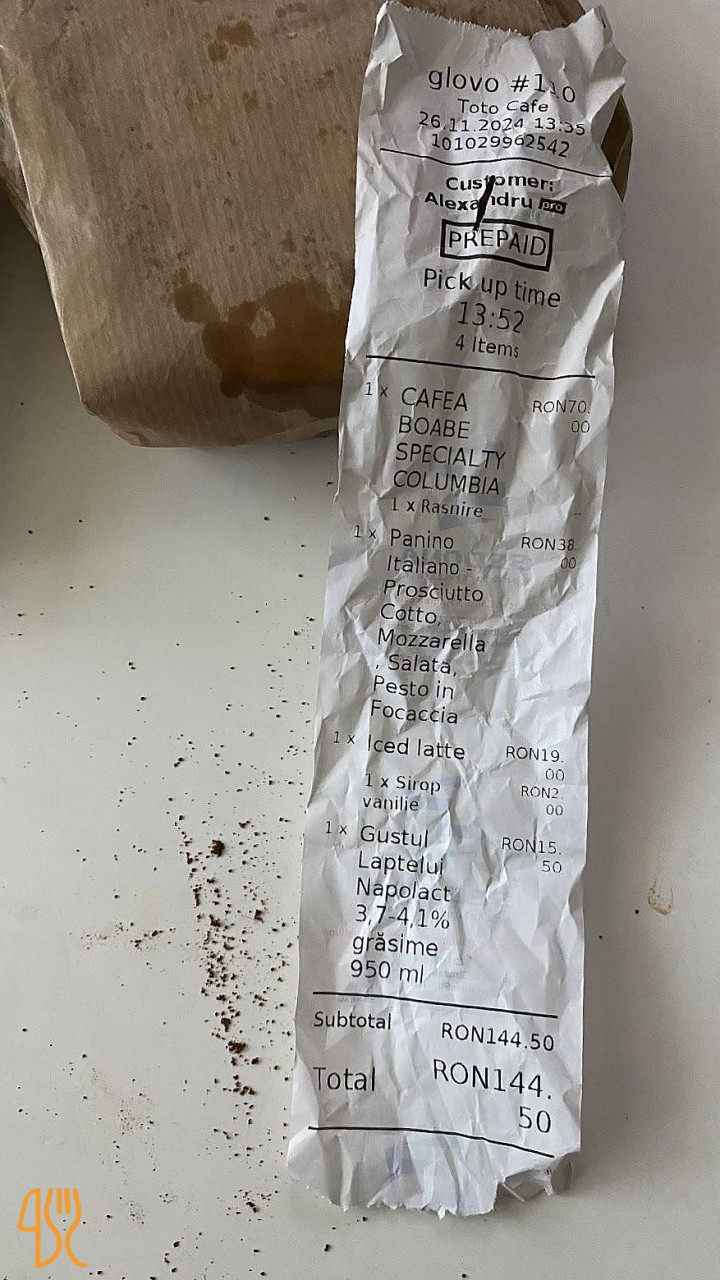 glovo #110
Toto Cafe
26.11.2024 13:35
101029962542
Customer:
Alexandru pro
PREPAID
Pick up time
13:52
4 Items
1 x CAFEA RON70.
BOABE 00
SPECIALTY
COLUMBIA
1 x Rasnire --
1 x Panino RON38.
Italiano - 00
Prosciutto
Cotto,
Mozzarella
, Salata,
Pesto in
Focaccia
1 x Iced latte RON19.
00
1 x Sirop RON2.
vanilie 00
1 x Gustul RON15.
Laptelui 50
Napolact
3,7-4,1%
grăsime
950 ml
Subtotal RON144.50
Total RON144.
50